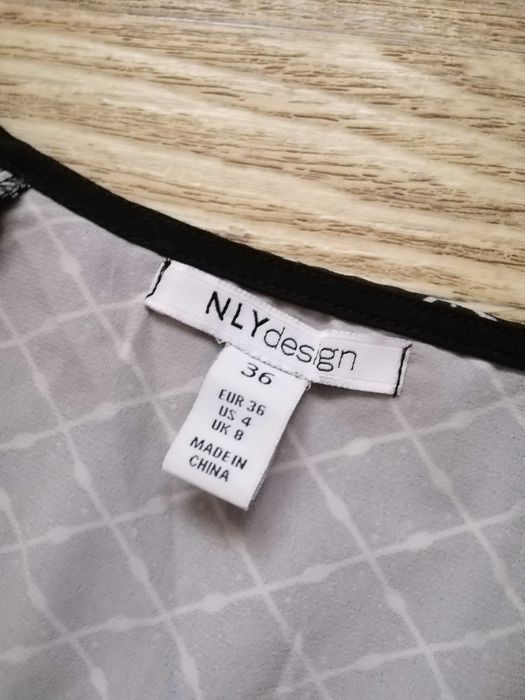 NLYdesign
36
EUR 36
US 4
UK 8
MADE IN
CHINA